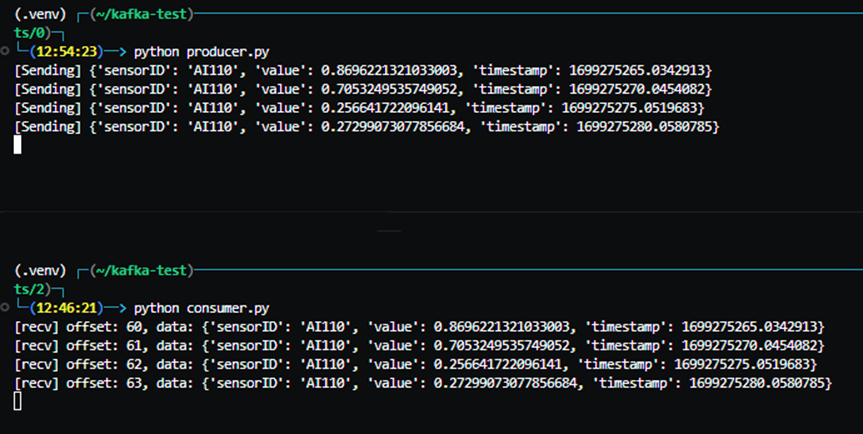 (.venv) ┌─(~/kafka-test)
ts/0)─┐
└─(12:54:23)──> python producer.py
[Sending] {'sensorID': 'AI110', 'value': 0.8696221321033003, 'timestamp': 1699275265.0342913}
[Sending] {'sensorID': 'AI110', 'value': 0.7053249535749052, 'timestamp': 1699275270.0454082}
[Sending] {'sensorID': 'AI110', 'value': 0.256641722096141, 'timestamp': 1699275275.0519683}
[Sending] {'sensorID': 'AI110', 'value': 0.27299073077856684, 'timestamp': 1699275280.0580785}
(.venv) ┌─(~/kafka-test)
ts/2)─┐
└─(12:46:21)──> python consumer.py
[recv] offset: 60, data: {'sensorID': 'AI110', 'value': 0.8696221321033003, 'timestamp': 1699275265.0342913}
[recv] offset: 61, data: {'sensorID': 'AI110', 'value': 0.7053249535749052, 'timestamp': 1699275270.0454082}
[recv] offset: 62, data: {'sensorID': 'AI110', 'value': 0.256641722096141, 'timestamp': 1699275275.0519683}
[recv] offset: 63, data: {'sensorID': 'AI110', 'value': 0.27299073077856684, 'timestamp': 1699275280.0580785}